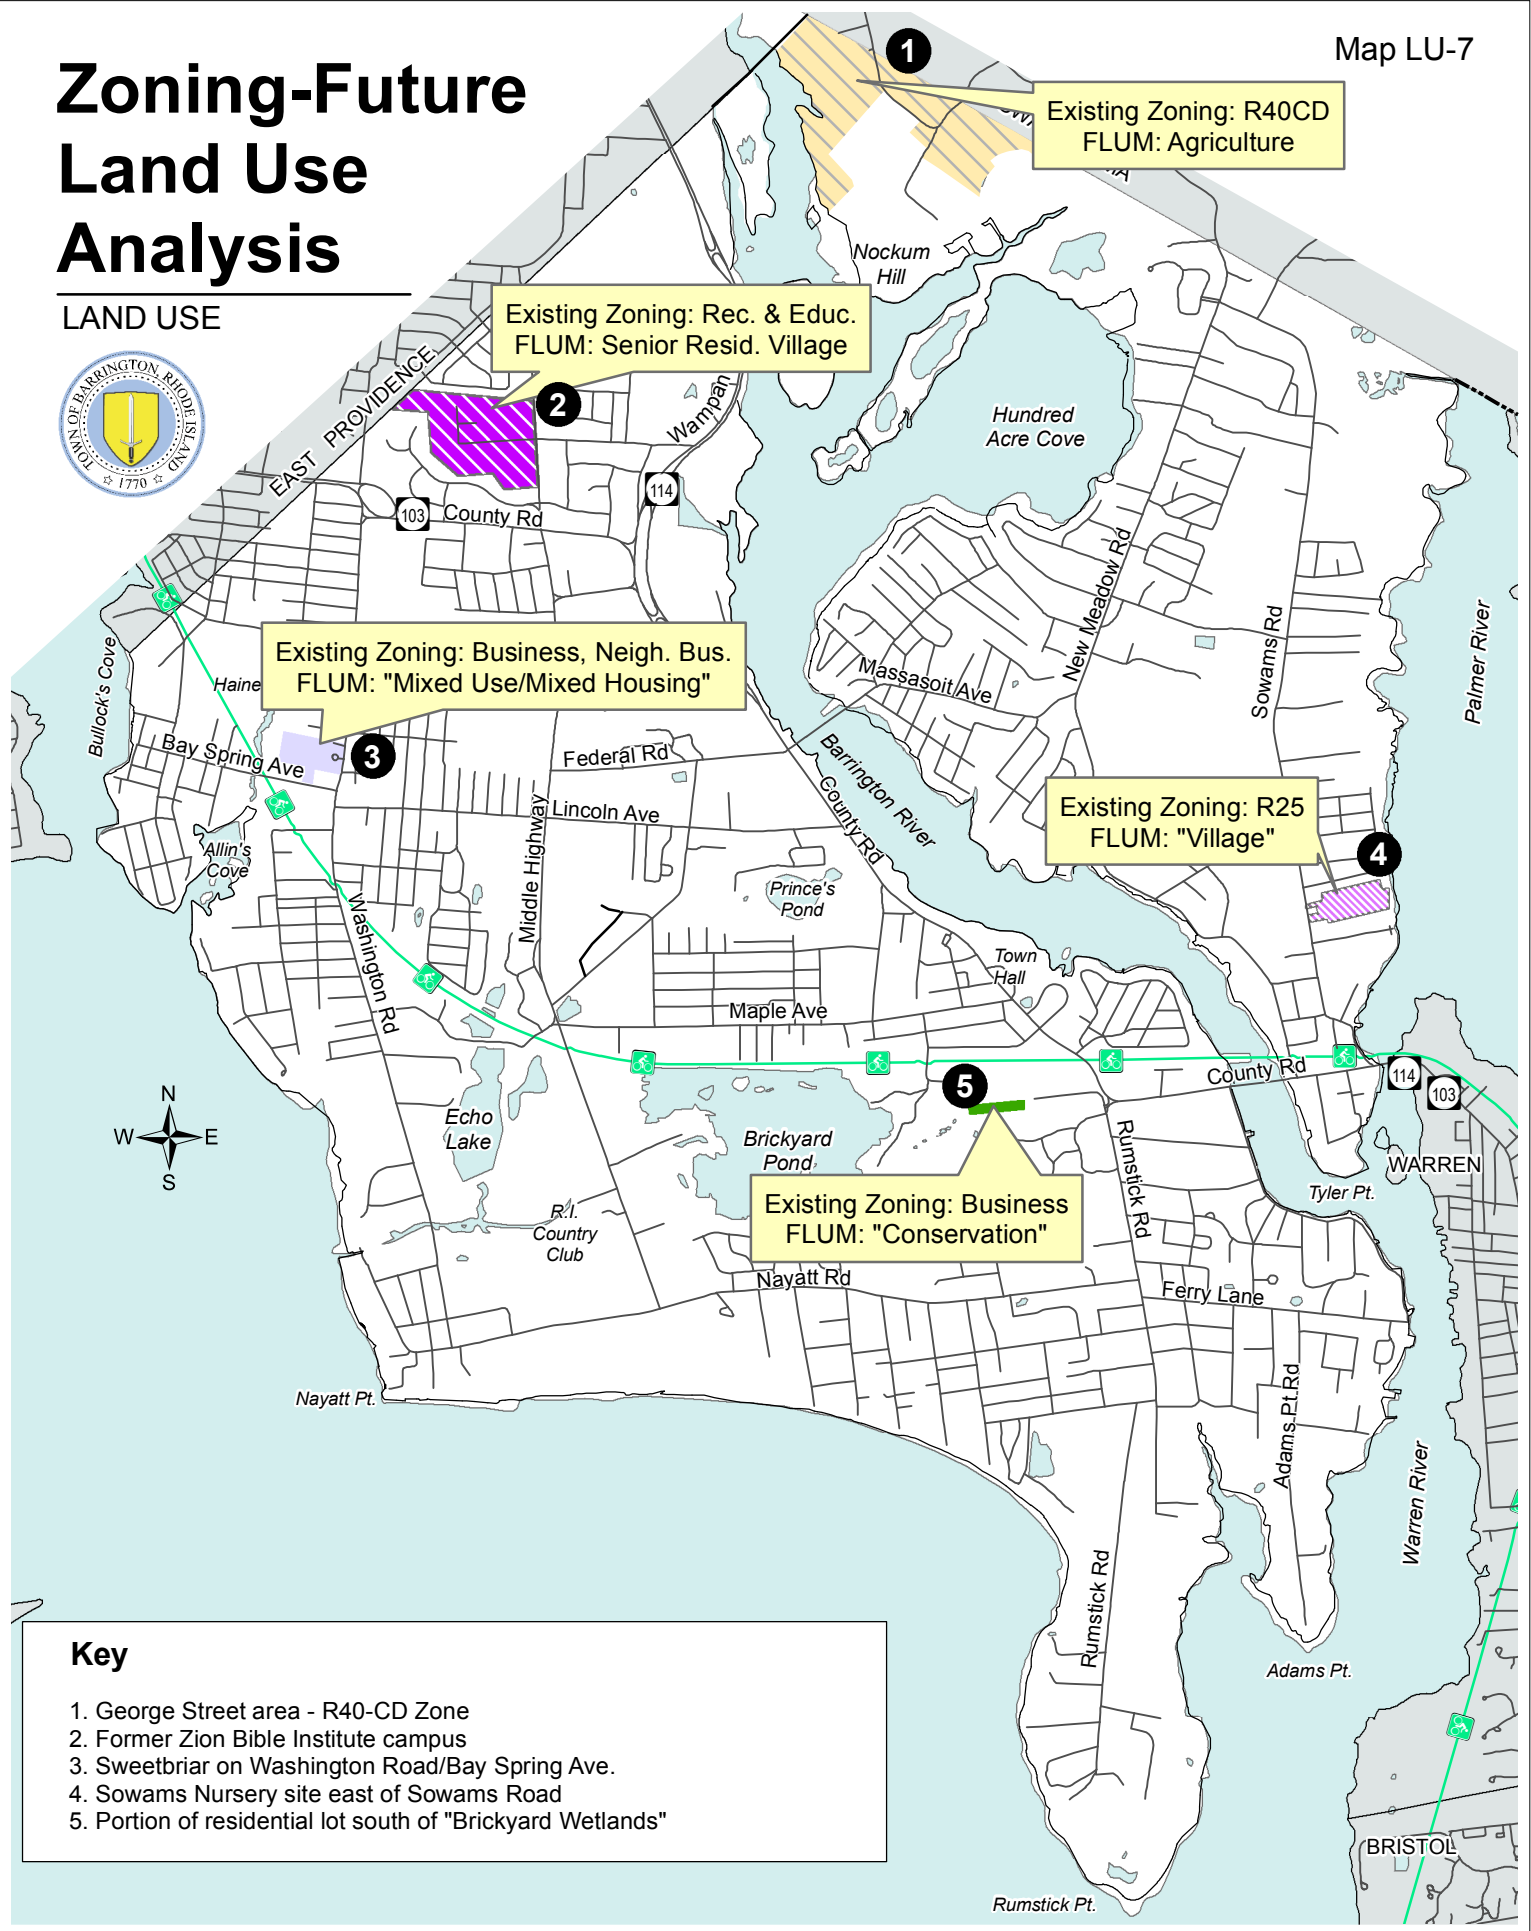 Map LU-7
Zoning-Future
Land Use
Analysis
LAND USE
TOWN OF BARRINGTON, RHODE ISLAND
1770
1
Existing Zoning: R40CD
FLUM: Agriculture
Nockum
Hill
Existing Zoning: Rec. & Educ.
FLUM: Senior Resid. Village
2
EAST PROVIDENCE
Wampan
Hundred
Acre Cove
114
103
County Rd
New Meadow Rd
Sowams Rd
Palmer River
Bullock's Cove
Existing Zoning: Business, Neigh. Bus.
FLUM: "Mixed Use/Mixed Housing"
Haine
Massasoit Ave
Bay Spring Ave
3
Federal Rd
Barrington River
County Rd
Lincoln Ave
Middle Highway
Existing Zoning: R25
FLUM: "Village"
4
Allin's
Cove
Prince's
Pond
Washington Rd
Town
Hall
Maple Ave
County Rd
114
103
5
N
W
E
S
Echo
Lake
Brickyard
Pond
Rumstick Rd
WARREN
Tyler Pt.
Existing Zoning: Business
FLUM: "Conservation"
R.I.
Country
Club
Nayatt Rd
Ferry Lane
Nayatt Pt.
Adams Pt Rd
Warren River
Rumstick Rd
Adams Pt.
Key
1. George Street area - R40-CD Zone
2. Former Zion Bible Institute campus
3. Sweetbriar on Washington Road/Bay Spring Ave.
4. Sowams Nursery site east of Sowams Road
5. Portion of residential lot south of "Brickyard Wetlands"
BRISTOL
Rumstick Pt.